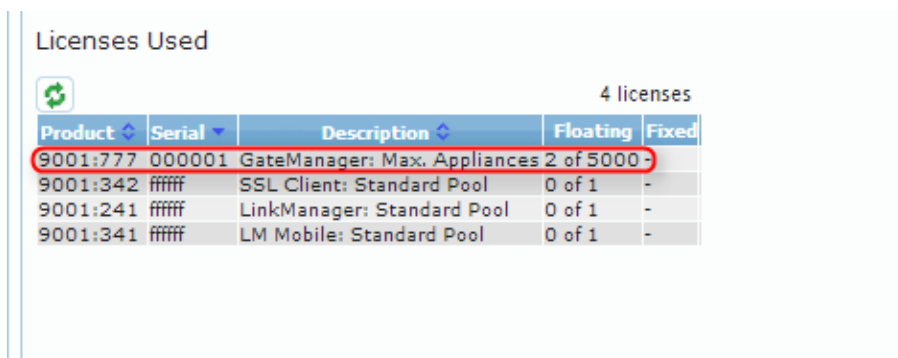 Licenses Used
4 licenses
Product Serial Description Floating Fixed
9001:777 000001 GateManager: Max. Appliances 2 of 5000 -
9001:342 ffffff SSL Client: Standard Pool 0 of 1 -
9001:241 ffffff LinkManager: Standard Pool 0 of 1 -
9001:341 ffffff LM Mobile: Standard Pool 0 of 1 -